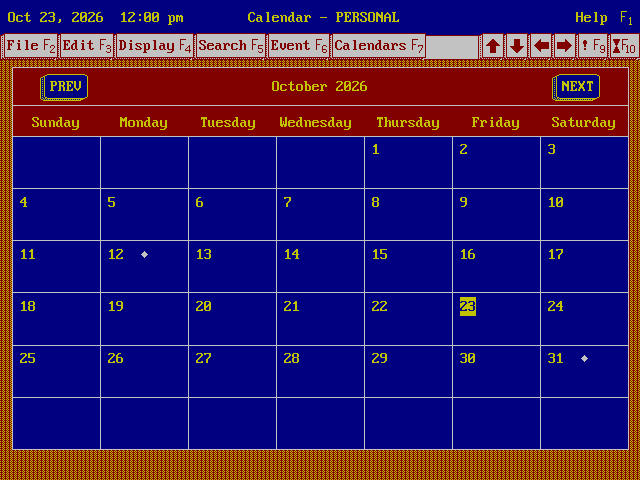 Oct 23, 2026  12:00 pm  Calendar – PERSONAL  Help F1
File F2 Edit F3 Display F4 Search F5 Event F6 Calendars F7 ! F9 F10
PREV October 2026 NEXT
Sunday Monday Tuesday Wednesday Thursday Friday Saturday
1 2 3
4 5 6 7 8 9 10
11 12 13 14 15 16 17
18 19 20 21 22 23 24
25 26 27 28 29 30 31